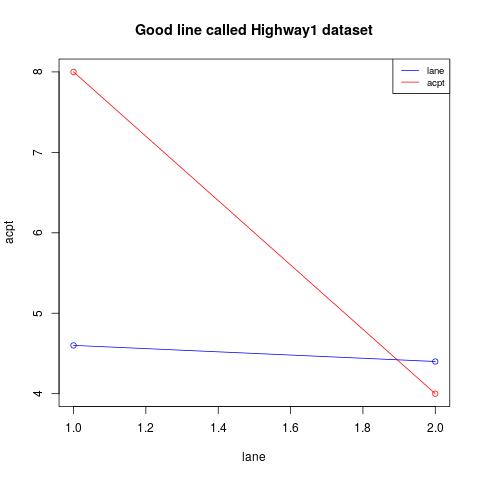 Good line called Highway1 dataset
lane
acpt
acpt
8
7
6
5
4
1.0 1.2 1.4 1.6 1.8 2.0
lane